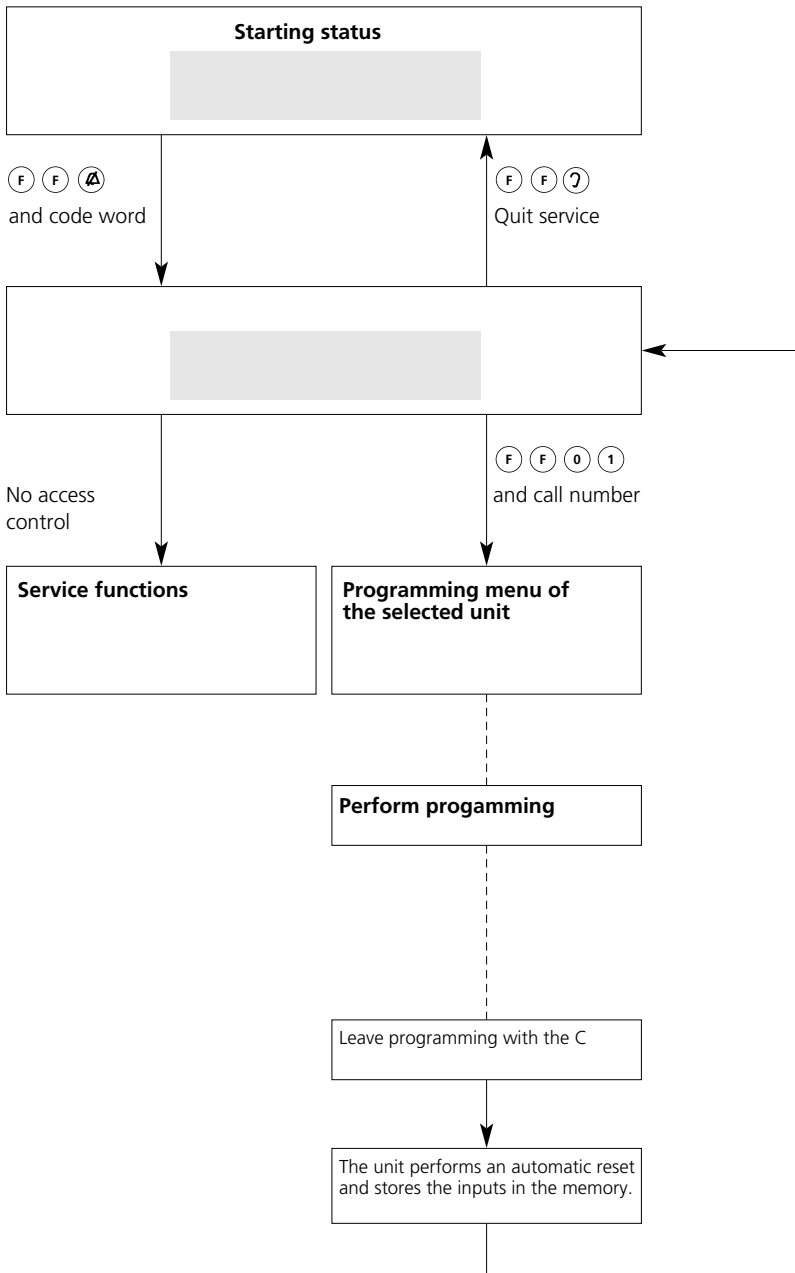 Starting status
F F
and code word
F F
Quit service
F F 0 1
and call number
No access
control
Service functions
Programming menu of
the selected unit
Perform progamming
Leave programming with the C
The unit performs an automatic reset
and stores the inputs in the memory.